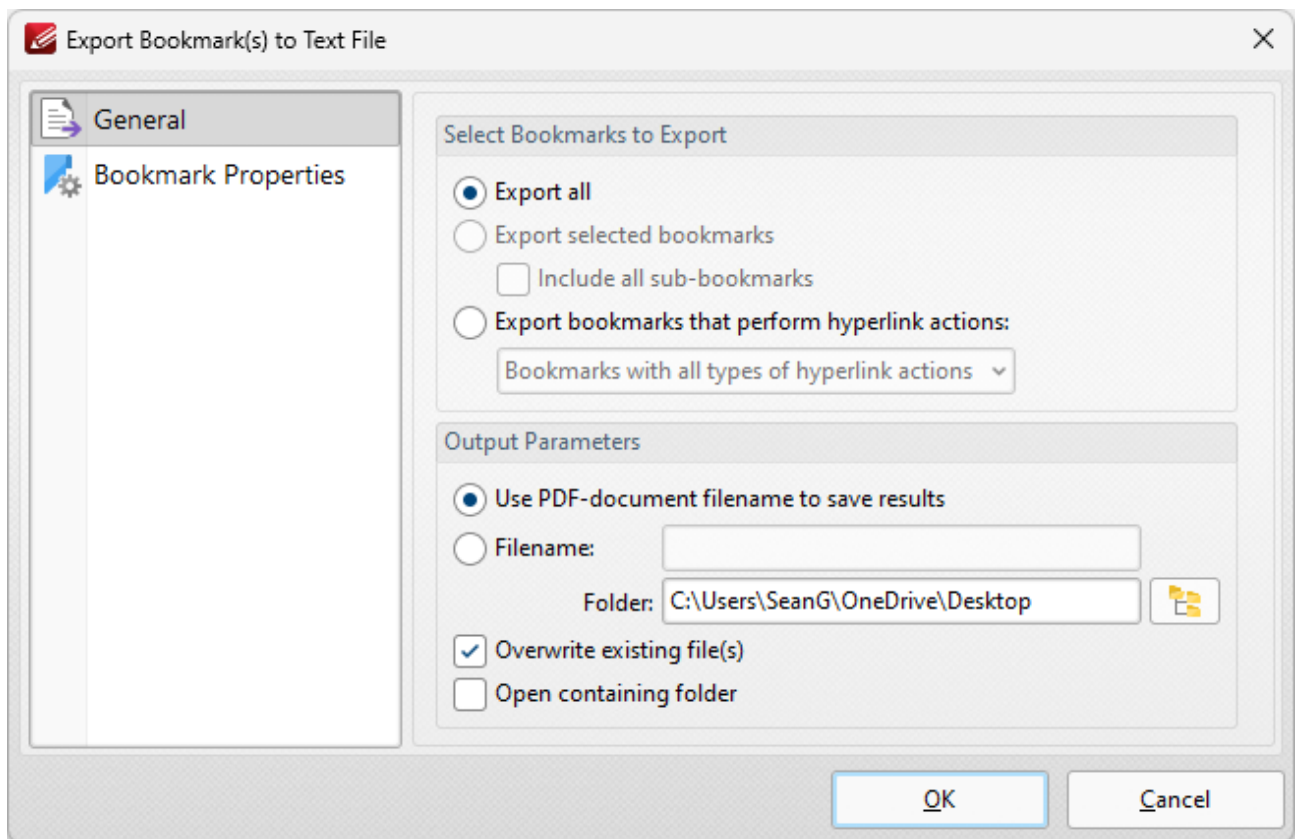 Export Bookmark(s) to Text File
General
Bookmark Properties
Select Bookmarks to Export
Export all
Export selected bookmarks
Include all sub-bookmarks
Export bookmarks that perform hyperlink actions:
Bookmarks with all types of hyperlink actions
Output Parameters
Use PDF-document filename to save results
Filename:
Folder: C:\Users\SeanG\OneDrive\Desktop
Overwrite existing file(s)
Open containing folder
OK Cancel